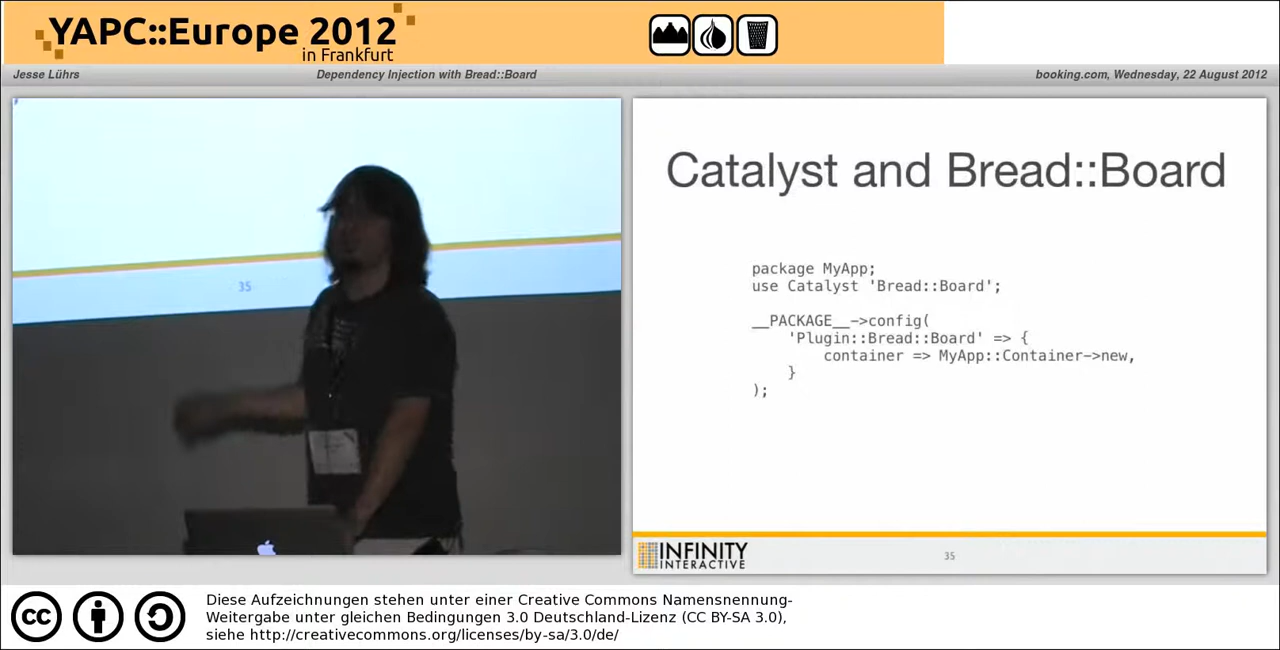 YAPC::Europe 2012
in Frankfurt
Jesse Lührs
Dependency Injection with Bread::Board
booking.com, Wednesday, 22 August 2012
35
Catalyst and Bread::Board
package MyApp;
use Catalyst 'Bread::Board';
__PACKAGE__->config(
'Plugin::Bread::Board' => {
container => MyApp::Container->new,
}
);
INFINITY
INTERACTIVE
35
cc
Diese Aufzeichnungen stehen unter einer Creative Commons Namensnennung-
Weitergabe unter gleichen Bedingungen 3.0 Deutschland-Lizenz (CC BY-SA 3.0),
siehe http://creativecommons.org/licenses/by-sa/3.0/de/